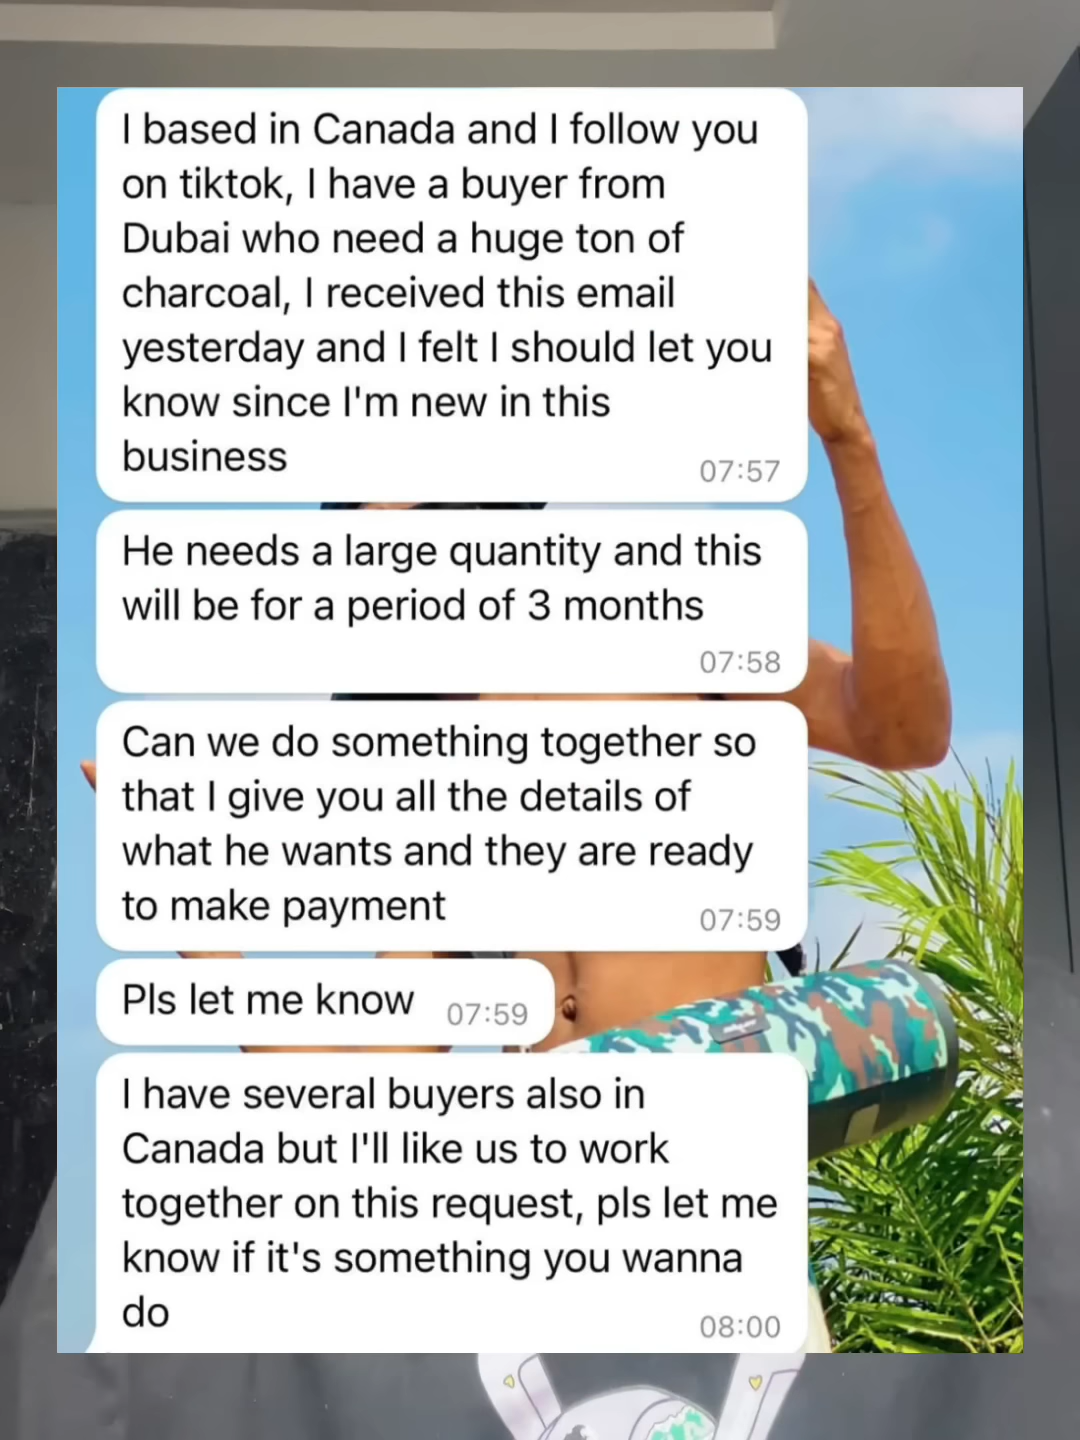 I based in Canada and I follow you
on tiktok, I have a buyer from
Dubai who need a huge ton of
charcoal, I received this email
yesterday and I felt I should let you
know since I'm new in this
business
07:57
He needs a large quantity and this
will be for a period of 3 months
07:58
Can we do something together so
that I give you all the details of
what he wants and they are ready
to make payment
07:59
Pls let me know 07:59
I have several buyers also in
Canada but I'll like us to work
together on this request, pls let me
know if it's something you wanna
do
08:00